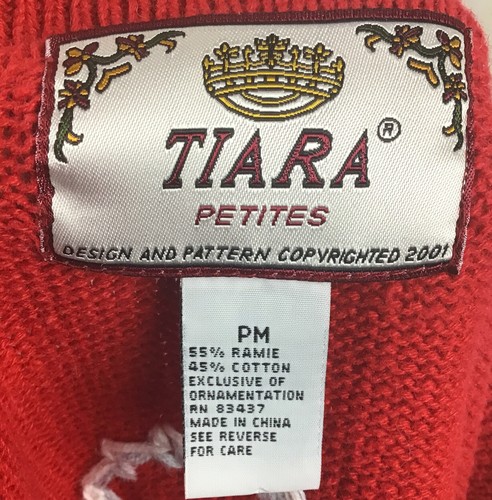 TIARA®
PETITES
DESIGN AND PATTERN COPYRIGHTED 2001
PM
55% RAMIE
45% COTTON
EXCLUSIVE OF
ORNAMENTATION
RN 83437
MADE IN CHINA
SEE REVERSE
FOR CARE